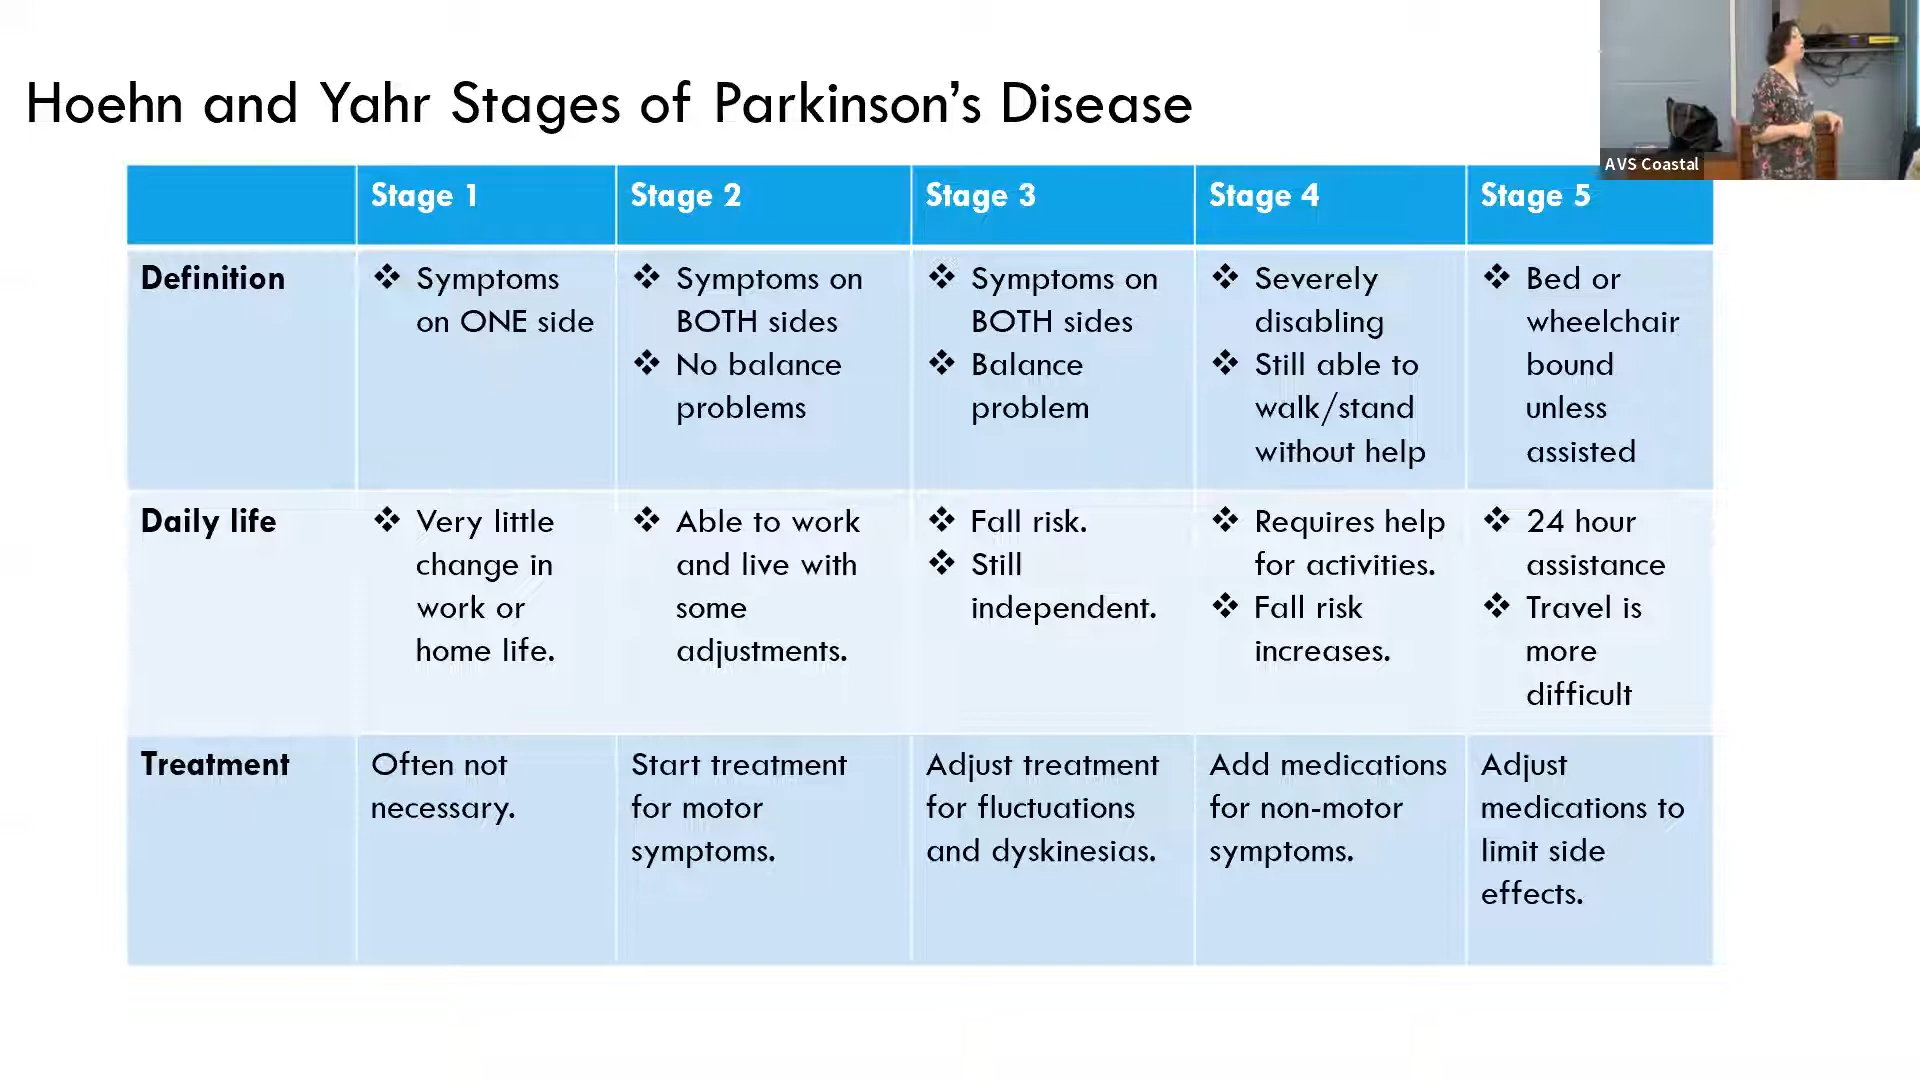 Hoehn and Yahr Stages of Parkinson's Disease
AVS Coastal
Stage 1
Stage 2
Stage 3
Stage 4
Stage 5
Definition
❖ Symptoms
on ONE side
❖ Symptoms on
BOTH sides
❖ No balance
problems
❖ Symptoms on
BOTH sides
❖ Balance
problem
❖ Severely
disabling
❖ Still able to
walk/stand
without help
❖ Bed or
wheelchair
bound
unless
assisted
Daily life
❖ Very little
change in
work or
home life.
❖ Able to work
and live with
some
adjustments.
❖ Fall risk.
❖ Still
independent.
❖ Requires help
for activities.
❖ Fall risk
increases.
❖ 24 hour
assistance
❖ Travel is
more
difficult
Treatment
Often not
necessary.
Start treatment
for motor
symptoms.
Adjust treatment
for fluctuations
and dyskinesias.
Add medications
for non-motor
symptoms.
Adjust
medications to
limit side
effects.